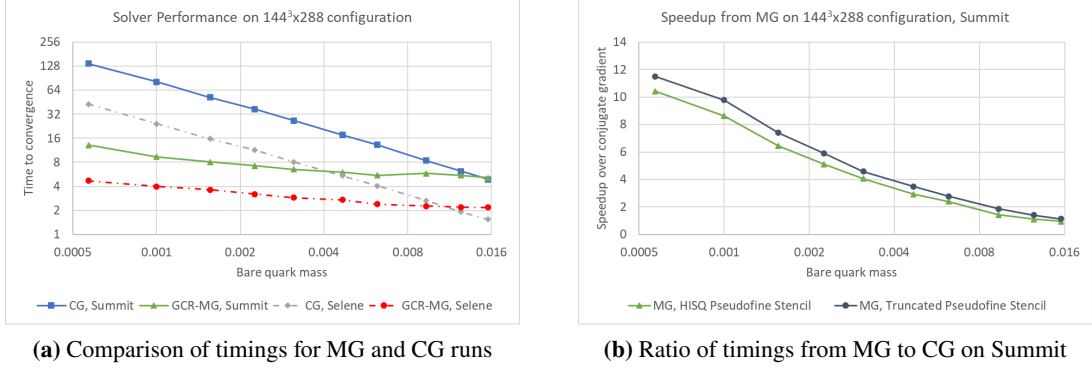 Solver Performance on 144³x288 configuration
Time to convergence
256
128
64
32
16
8
4
2
1
0.0005
0.001
0.002
0.004
0.008
0.016
Bare quark mass
CG, Summit
GCR-MG, Summit
CG, Selene
GCR-MG, Selene
(a) Comparison of timings for MG and CG runs
Speedup from MG on 144³x288 configuration, Summit
Speedup over conjugate gradient
14
12
10
8
6
4
2
0
0.0005
0.001
0.002
0.004
0.008
0.016
Bare quark mass
MG, HISQ Pseudofine Stencil
MG, Truncated Pseudofine Stencil
(b) Ratio of timings from MG to CG on Summit